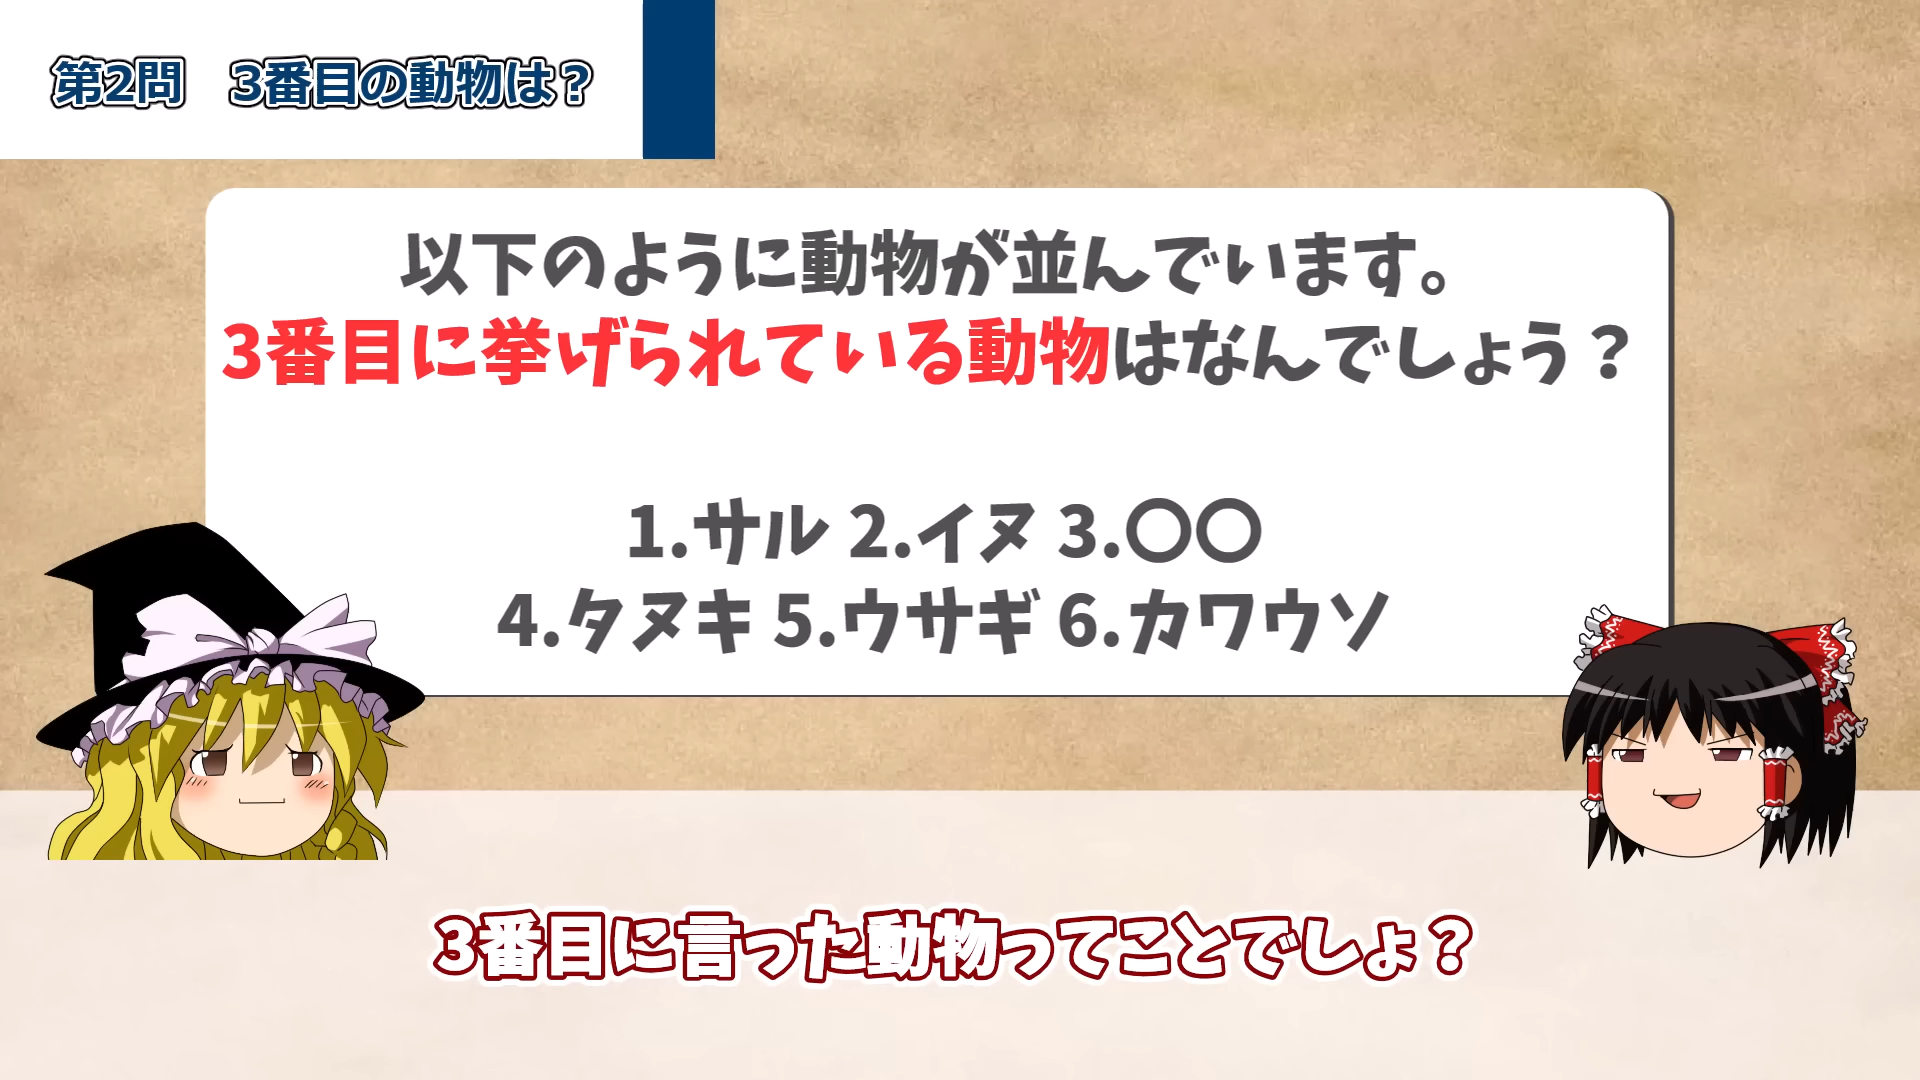 第2問　3番目の動物は？
以下のように動物が並んでいます。
3番目に挙げられている動物はなんでしょう？
1.サル 2.イヌ 3.〇〇
4.タヌキ 5.ウサギ 6.カワウソ
3番目に言った動物ってことでしょ？